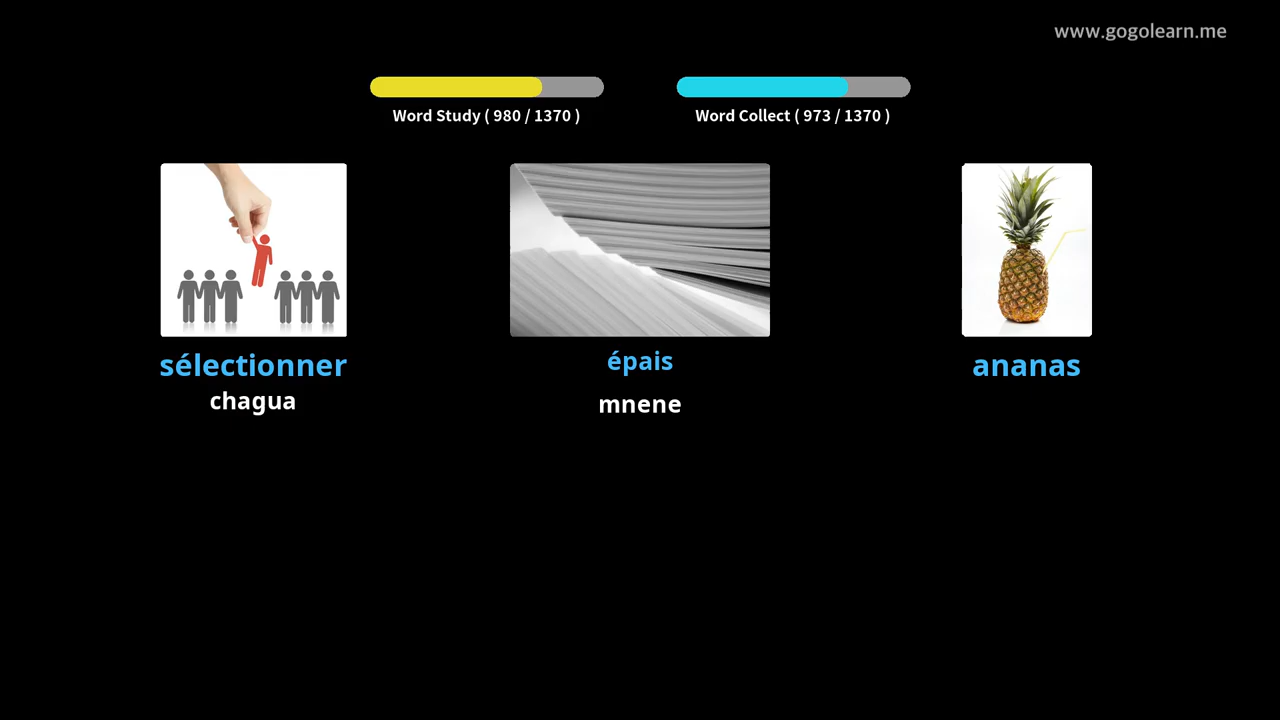 www.gogolearn.me
Word Study ( 980 / 1370 )
Word Collect ( 973 / 1370 )
sélectionner
chagua
épais
mnene
ananas